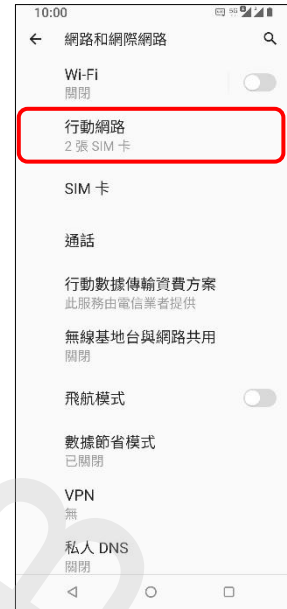 10:00
5G
網路和網際網路
Wi-Fi
關閉
行動網路
2 張 SIM 卡
SIM 卡
通話
行動數據傳輸資費方案
此服務由電信業者提供
無線基地台與網路共用
關閉
飛航模式
數據節省模式
已關閉
VPN
無
私人 DNS
關閉